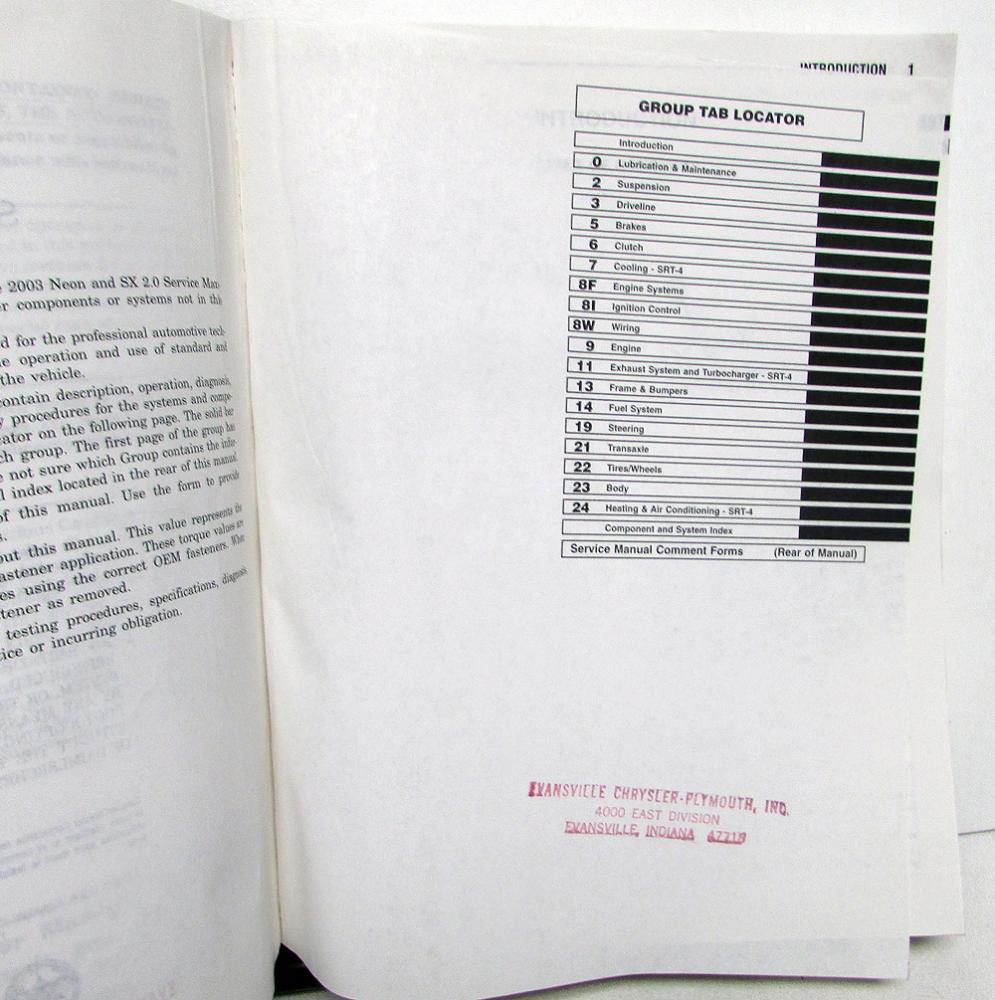 2003 Neon and SX 2.0 Service Man-
r components or systems not in this
d for the professional automotive tech-
e operation and use of standard and
the vehicle.
contain description, operation, diagnosis,
y procedures for the systems and compo-
ator on the following page. The solid bar
ch group. The first page of the group has
e not sure which Group contains the infor-
l index located in the rear of this manual.
of this manual. Use the form to provide
s.
out this manual. This value represents the
astener application. These torque values are
es using the correct OEM fasteners. When
tener as removed.
testing procedures, specifications, diagnosis,
ice or incurring obligation.
INTRODUCTION 1
GROUP TAB LOCATOR
Introduction
0 Lubrication & Maintenance
2 Suspension
3 Driveline
5 Brakes
6 Clutch
7 Cooling - SRT-4
8F Engine Systems
8I Ignition Control
8W Wiring
9 Engine
11 Exhaust System and Turbocharger - SRT-4
13 Frame & Bumpers
14 Fuel System
19 Steering
21 Transaxle
22 Tires/Wheels
23 Body
24 Heating & Air Conditioning - SRT-4
Component and System Index
Service Manual Comment Forms (Rear of Manual)
EVANSVILLE CHRYSLER-PLYMOUTH, INC.
4000 EAST DIVISION
EVANSVILLE, INDIANA 47715